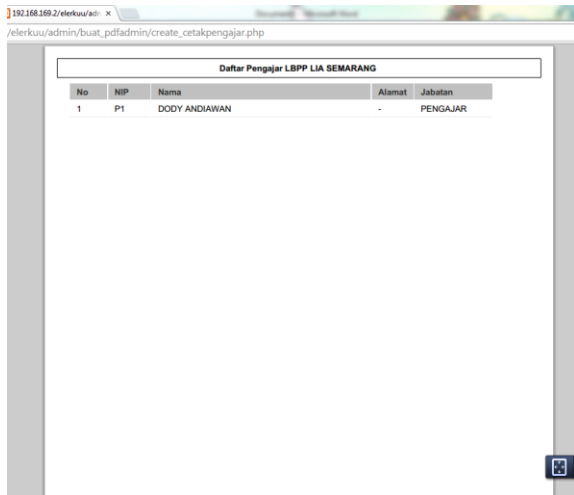 192.168.169.2/elerkuu/adr
/elerkuu/admin/buat_pdfadmin/create_cetakpengajar.php
Daftar Pengajar LBPP LIA SEMARANG
No NIP Nama Alamat Jabatan
1 P1 DODY ANDIAWAN - PENGAJAR